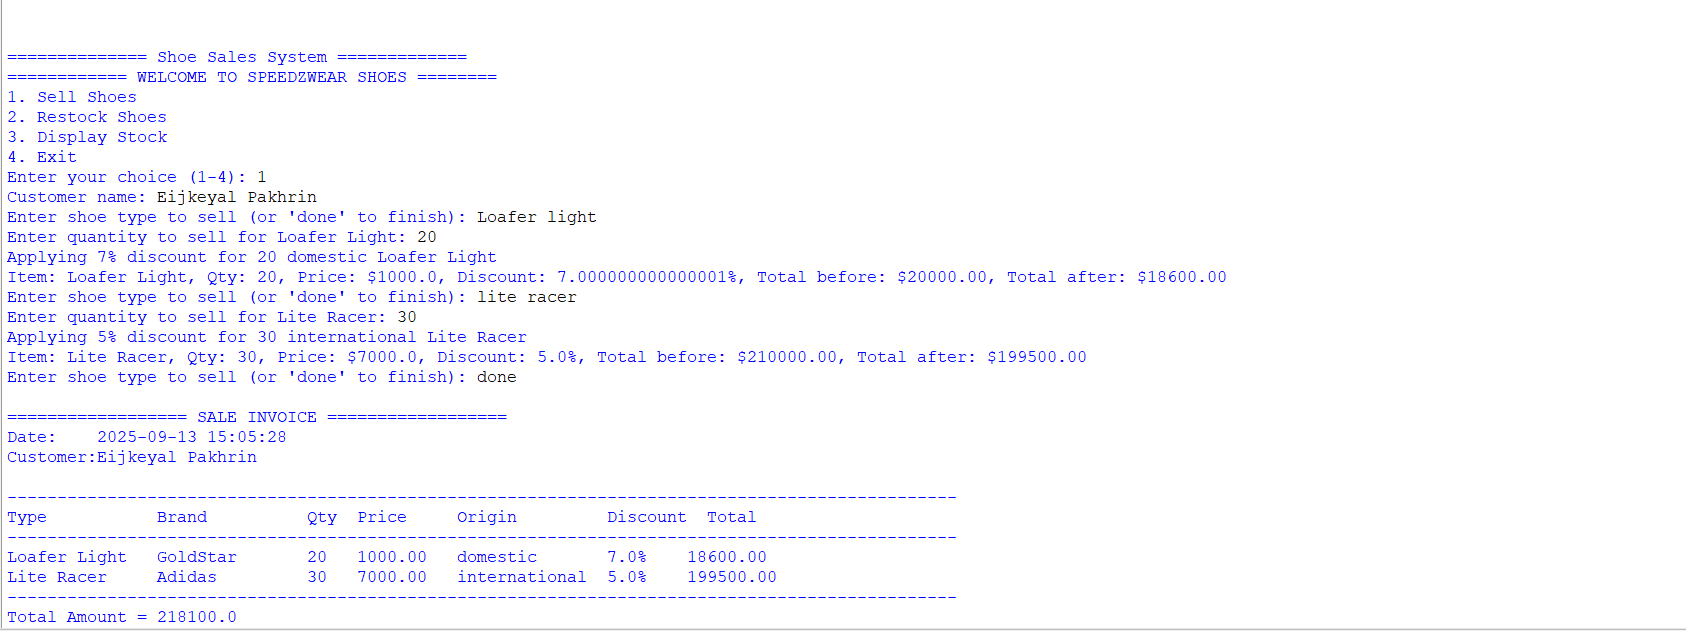 ============== Shoe Sales System =============
============ WELCOME TO SPEEDZWEAR SHOES ========
1. Sell Shoes
2. Restock Shoes
3. Display Stock
4. Exit
Enter your choice (1-4): 1
Customer name: Eijkeyal Pakhrin
Enter shoe type to sell (or 'done' to finish): Loafer light
Enter quantity to sell for Loafer Light: 20
Applying 7% discount for 20 domestic Loafer Light
Item: Loafer Light, Qty: 20, Price: $1000.0, Discount: 7.000000000000001%, Total before: $20000.00, Total after: $18600.00
Enter shoe type to sell (or 'done' to finish): lite racer
Enter quantity to sell for Lite Racer: 30
Applying 5% discount for 30 international Lite Racer
Item: Lite Racer, Qty: 30, Price: $7000.0, Discount: 5.0%, Total before: $210000.00, Total after: $199500.00
Enter shoe type to sell (or 'done' to finish): done

================== SALE INVOICE ==================
Date:    2025-09-13 15:05:28
Customer:Eijkeyal Pakhrin

-----------------------------------------------------------------------------------------------
Type           Brand          Qty  Price     Origin         Discount  Total
-----------------------------------------------------------------------------------------------
Loafer Light   GoldStar       20   1000.00   domestic       7.0%    18600.00
Lite Racer     Adidas         30   7000.00   international  5.0%    199500.00
-----------------------------------------------------------------------------------------------
Total Amount = 218100.0